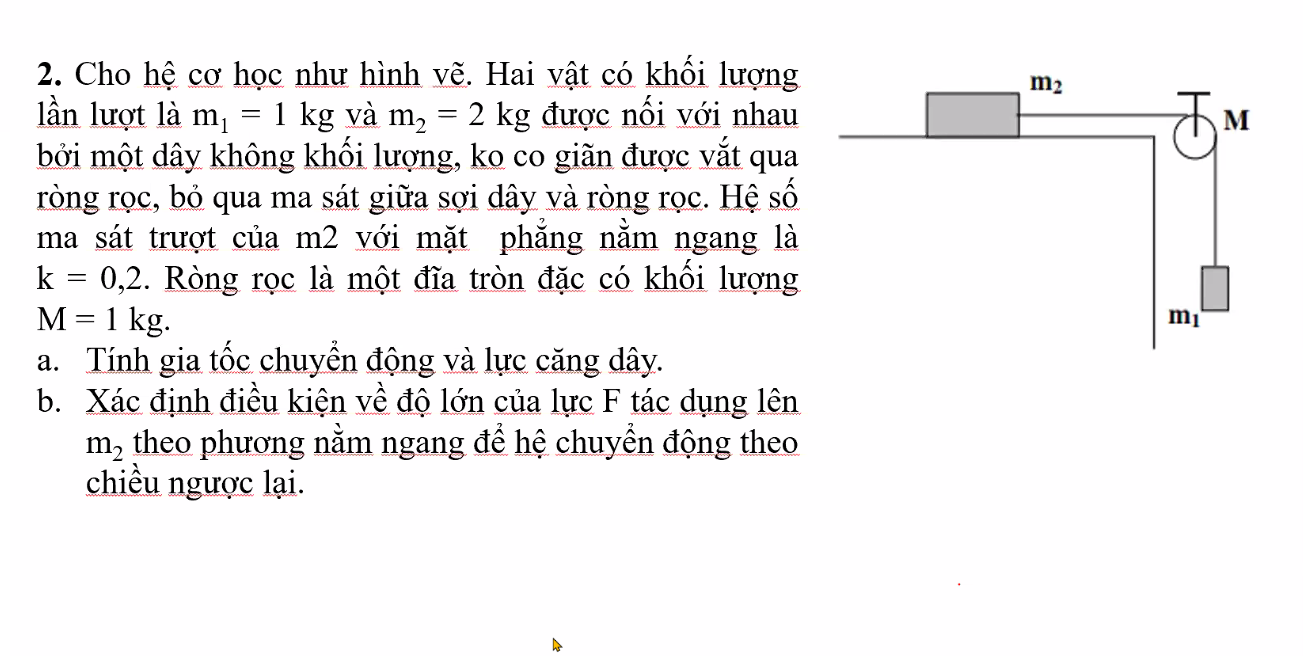 2. Cho hệ cơ học như hình vẽ. Hai vật có khối lượng
lần lượt là m₁ = 1 kg và m₂ = 2 kg được nối với nhau
bởi một dây không khối lượng, ko co giãn được vắt qua
ròng rọc, bỏ qua ma sát giữa sợi dây và ròng rọc. Hệ số
ma sát trượt của m2 với mặt phẳng nằm ngang là
k = 0,2. Ròng rọc là một đĩa tròn đặc có khối lượng
M = 1 kg.
a. Tính gia tốc chuyển động và lực căng dây.
b. Xác định điều kiện về độ lớn của lực F tác dụng lên
m₂ theo phương nằm ngang để hệ chuyển động theo
chiều ngược lại.
m₂
M
m₁